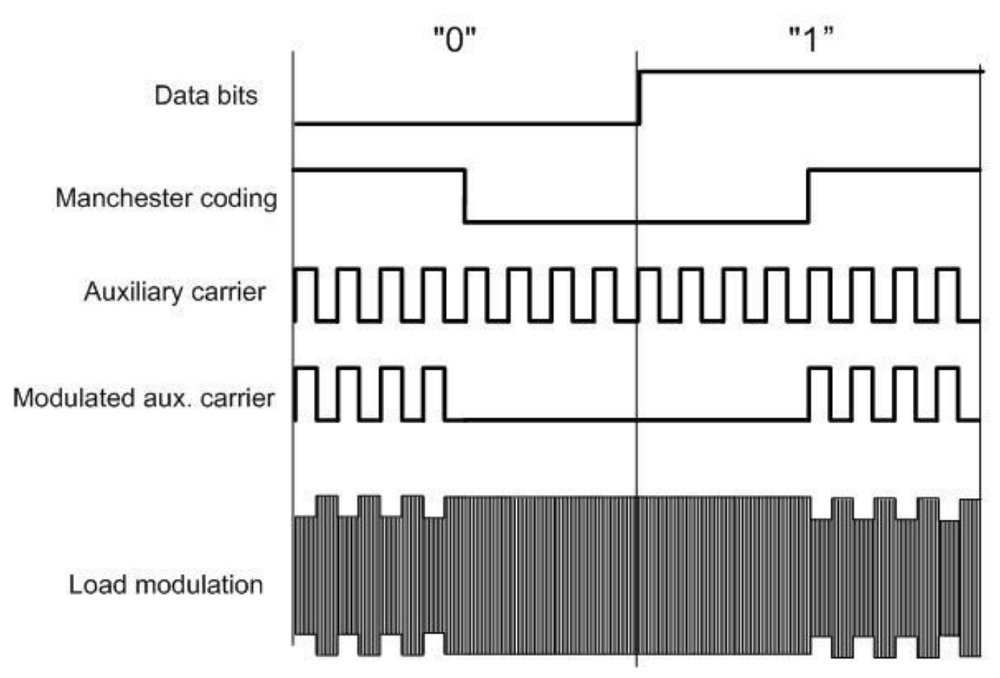 "0" "1”
Data bits
Manchester coding
Auxiliary carrier
Modulated aux. carrier
Load modulation